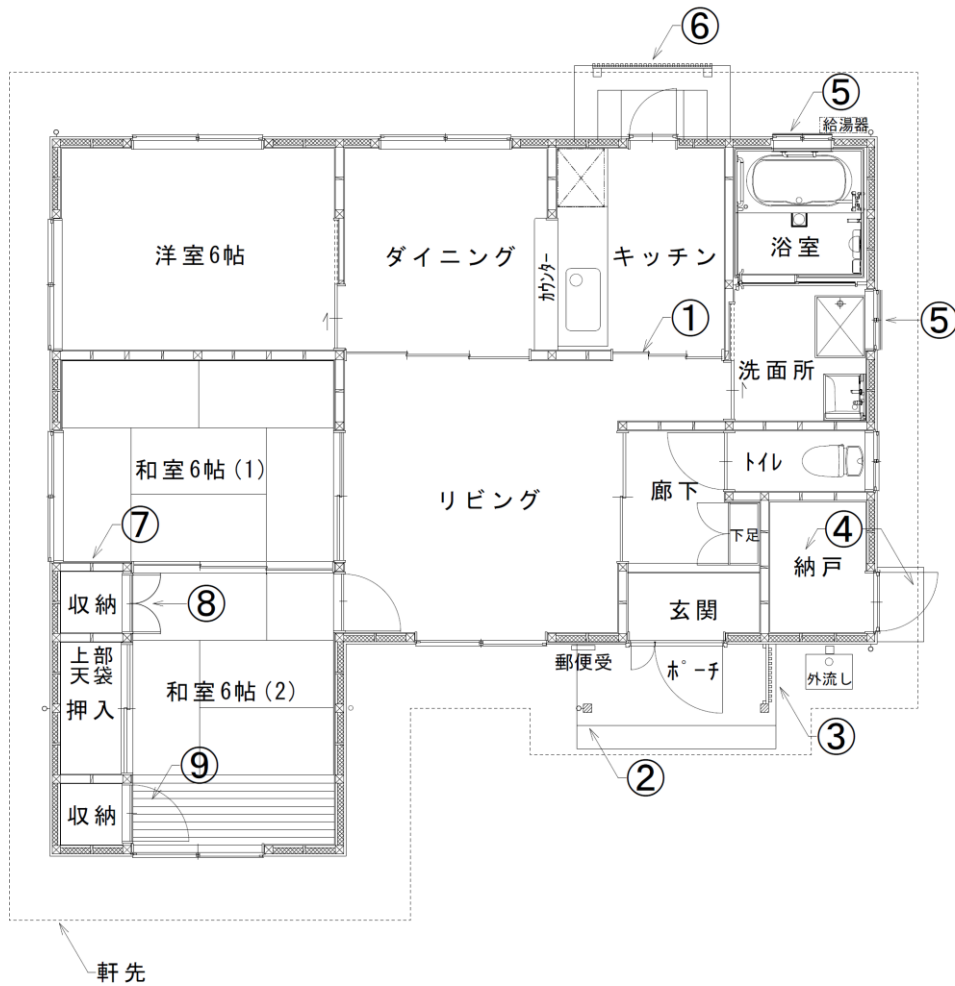 ⑥
⑤
給湯器
洋室6帖
ダイニング
キッチン
浴室
カウンター
①
⑤
洗面所
和室6帖(1)
リビング
トイレ
廊下
⑦
下足
④
納戸
収納
⑧
玄関
上部
天袋
押入
和室6帖(2)
郵便受
ポーチ
外流し
③
②
⑨
収納
軒先